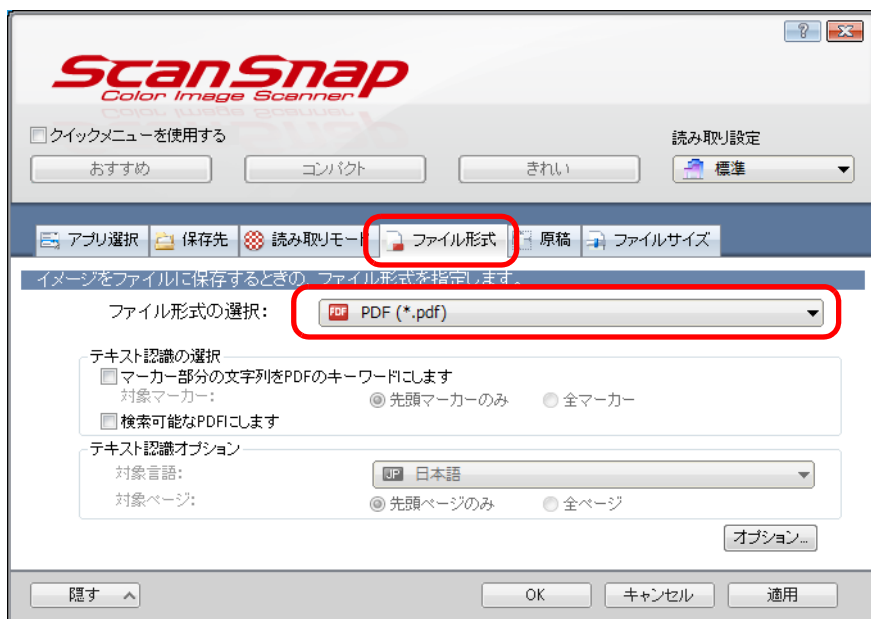 ScanSnap
Color Image Scanner
クイックメニューを使用する
読み取り設定
おすすめ
コンパクト
きれい
標準
アプリ選択
保存先
読み取りモード
ファイル形式
原稿
ファイルサイズ
イメージをファイルに保存するときの、ファイル形式を指定します。
ファイル形式の選択:
PDF PDF (*.pdf)
テキスト認識の選択
マーカー部分の文字列をPDFのキーワードにします
対象マーカー: 先頭マーカーのみ 全マーカー
検索可能なPDFにします
テキスト認識オプション
対象言語: JP 日本語
対象ページ: 先頭ページのみ 全ページ
オプション...
隠す
OK
キャンセル
適用